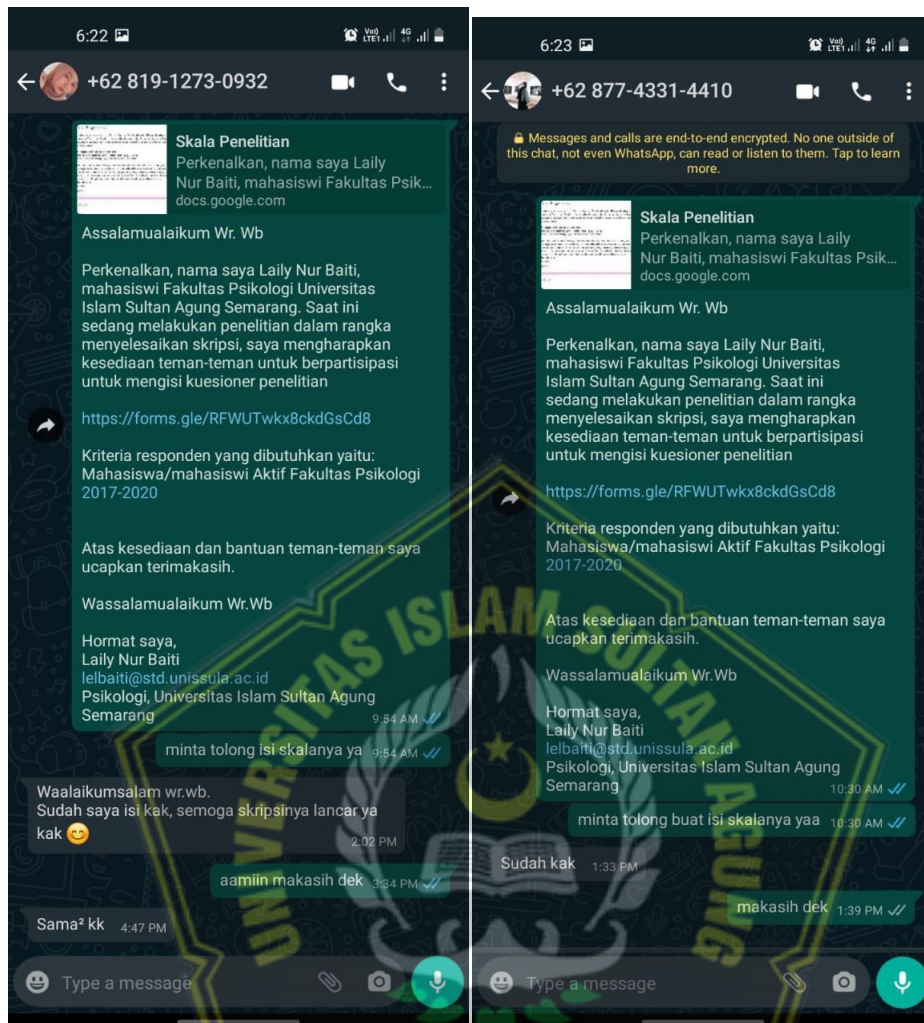 6:22
Vo))
LTE1
4G
+62 819-1273-0932
Skala Penelitian
Perkenalkan, nama saya Laily
Nur Baiti, mahasiswi Fakultas Psik...
docs.google.com
Assalamualaikum Wr. Wb
Perkenalkan, nama saya Laily Nur Baiti,
mahasiswi Fakultas Psikologi Universitas
Islam Sultan Agung Semarang. Saat ini
sedang melakukan penelitian dalam rangka
menyelesaikan skripsi, saya mengharapkan
kesediaan teman-teman untuk berpartisipasi
untuk mengisi kuesioner penelitian
https://forms.gle/RFWUTwkx8ckdGsCd8
Kriteria responden yang dibutuhkan yaitu:
Mahasiswa/mahasiswi Aktif Fakultas Psikologi
2017-2020
Atas kesediaan dan bantuan teman-teman saya
ucapkan terimakasih.
Wassalamualaikum Wr.Wb
Hormat saya,
Laily Nur Baiti
lelbaiti@std.unissula.ac.id
Psikologi, Universitas Islam Sultan Agung
Semarang
9:54 AM
minta tolong isi skalanya ya 9:54 AM
Waalaikumsalam wr.wb.
Sudah saya isi kak, semoga skripsinya lancar ya
kak 😊 2:02 PM
aamiin makasih dek 3:34 PM
Sama² kk 4:47 PM
Type a message
6:23
Vo))
LTE1
4G
+62 877-4331-4410
Messages and calls are end-to-end encrypted. No one outside of
this chat, not even WhatsApp, can read or listen to them. Tap to learn
more.
Skala Penelitian
Perkenalkan, nama saya Laily
Nur Baiti, mahasiswi Fakultas Psik...
docs.google.com
Assalamualaikum Wr. Wb
Perkenalkan, nama saya Laily Nur Baiti,
mahasiswi Fakultas Psikologi Universitas
Islam Sultan Agung Semarang. Saat ini
sedang melakukan penelitian dalam rangka
menyelesaikan skripsi, saya mengharapkan
kesediaan teman-teman untuk berpartisipasi
untuk mengisi kuesioner penelitian
https://forms.gle/RFWUTwkx8ckdGsCd8
Kriteria responden yang dibutuhkan yaitu:
Mahasiswa/mahasiswi Aktif Fakultas Psikologi
2017-2020
Atas kesediaan dan bantuan teman-teman saya
ucapkan terimakasih.
Wassalamualaikum Wr.Wb
Hormat saya,
Laily Nur Baiti
lelbaiti@std.unissula.ac.id
Psikologi, Universitas Islam Sultan Agung
Semarang
10:30 AM
minta tolong buat isi skalanya yaa 10:30 AM
Sudah kak 1:33 PM
makasih dek 1:39 PM
Type a message
UNIVERSITAS ISLAM SULTAN AGUNG